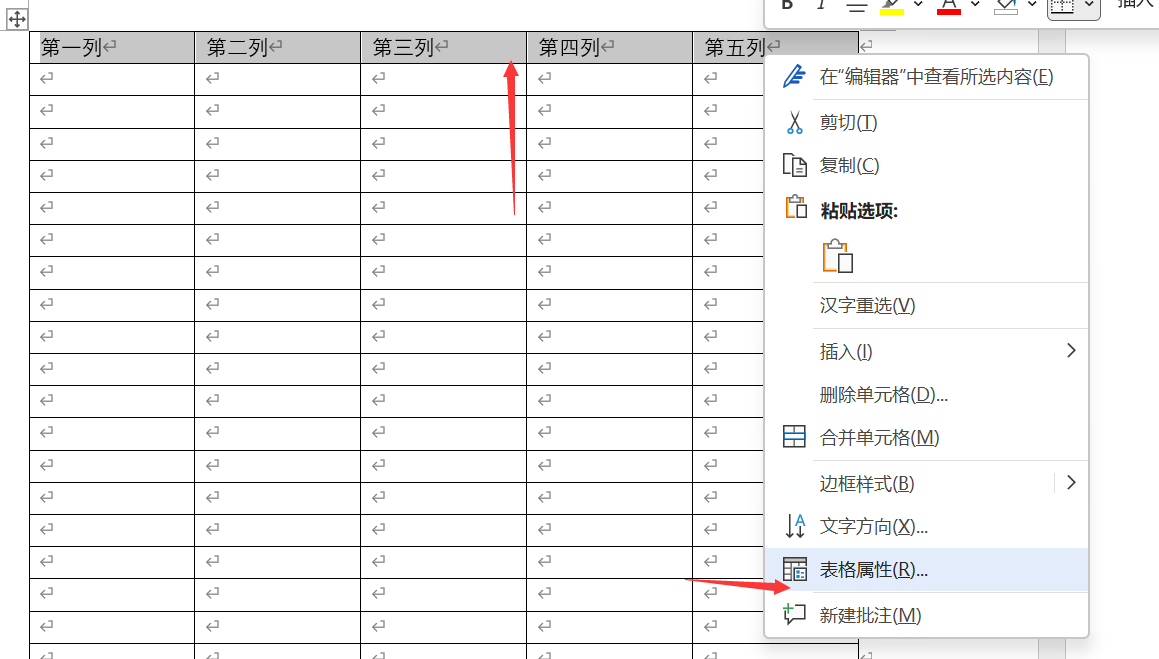 B I A 插入
第一列 第二列 第三列 第四列 第五列
在“编辑器”中查看所选内容(E)
剪切(T)
复制(C)
粘贴选项:
汉字重选(V)
插入(I)
删除单元格(D)...
合并单元格(M)
边框样式(B)
文字方向(X)...
表格属性(R)...
新建批注(M)